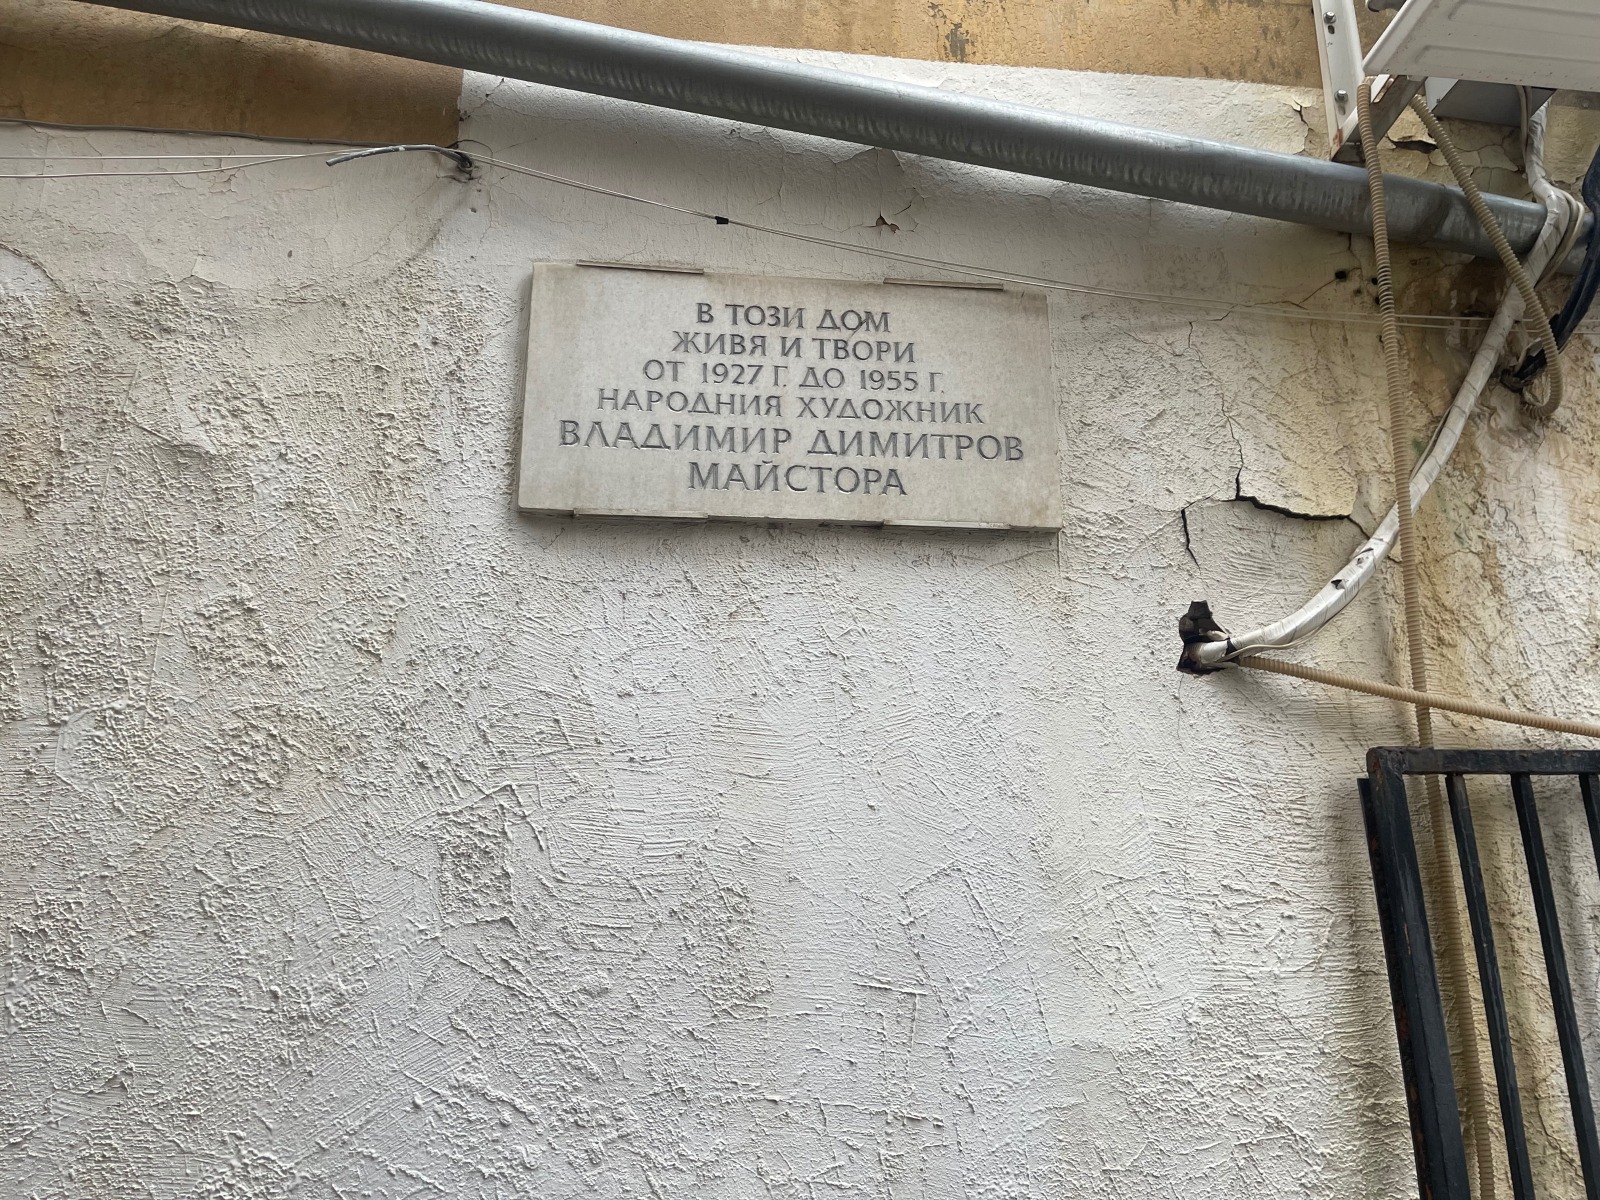 В ТОЗИ ДОМ
ЖИВЯ И ТВОРИ
ОТ 1927 Г. ДО 1955 Г.
НАРОДНИЯ ХУДОЖНИК
ВЛАДИМИР ДИМИТРОВ
МАЙСТОРА